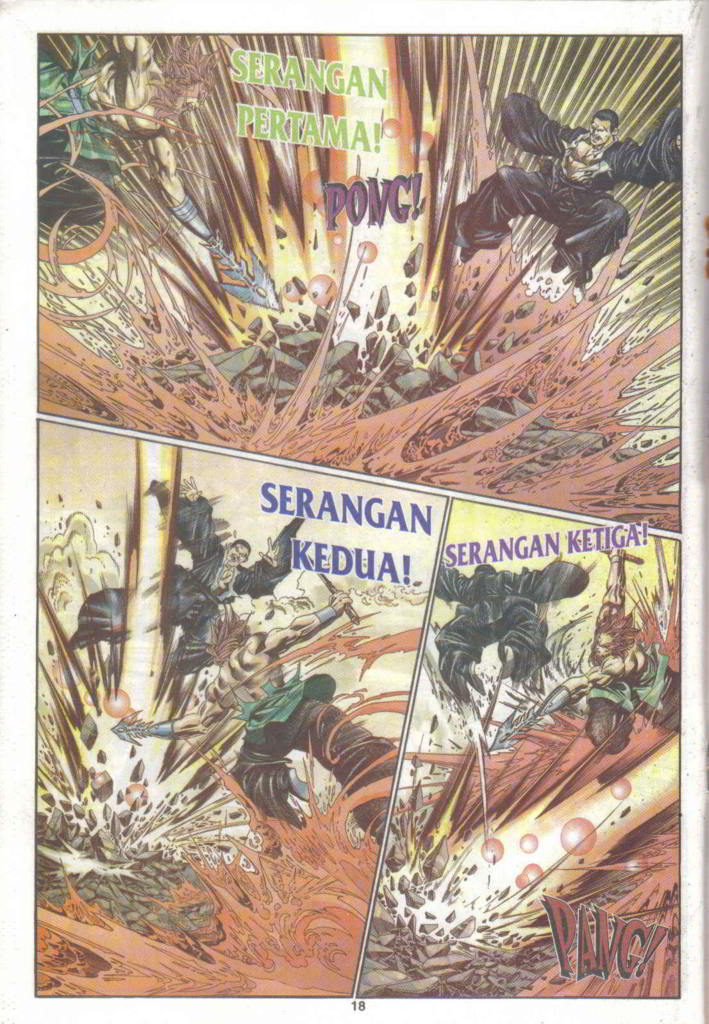 SERANGAN
PERTAMA!
PONG!
SERANGAN
KEDUA!
SERANGAN KETIGA!
PANG!
18